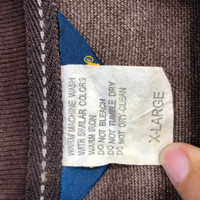 WARM MACHINE WASH
WITH SIMILAR COLORS
WARM IRON
DO NOT BLEACH
DO NOT TUMBLE DRY
DO NOT DRY-CLEAN
X-LARGE